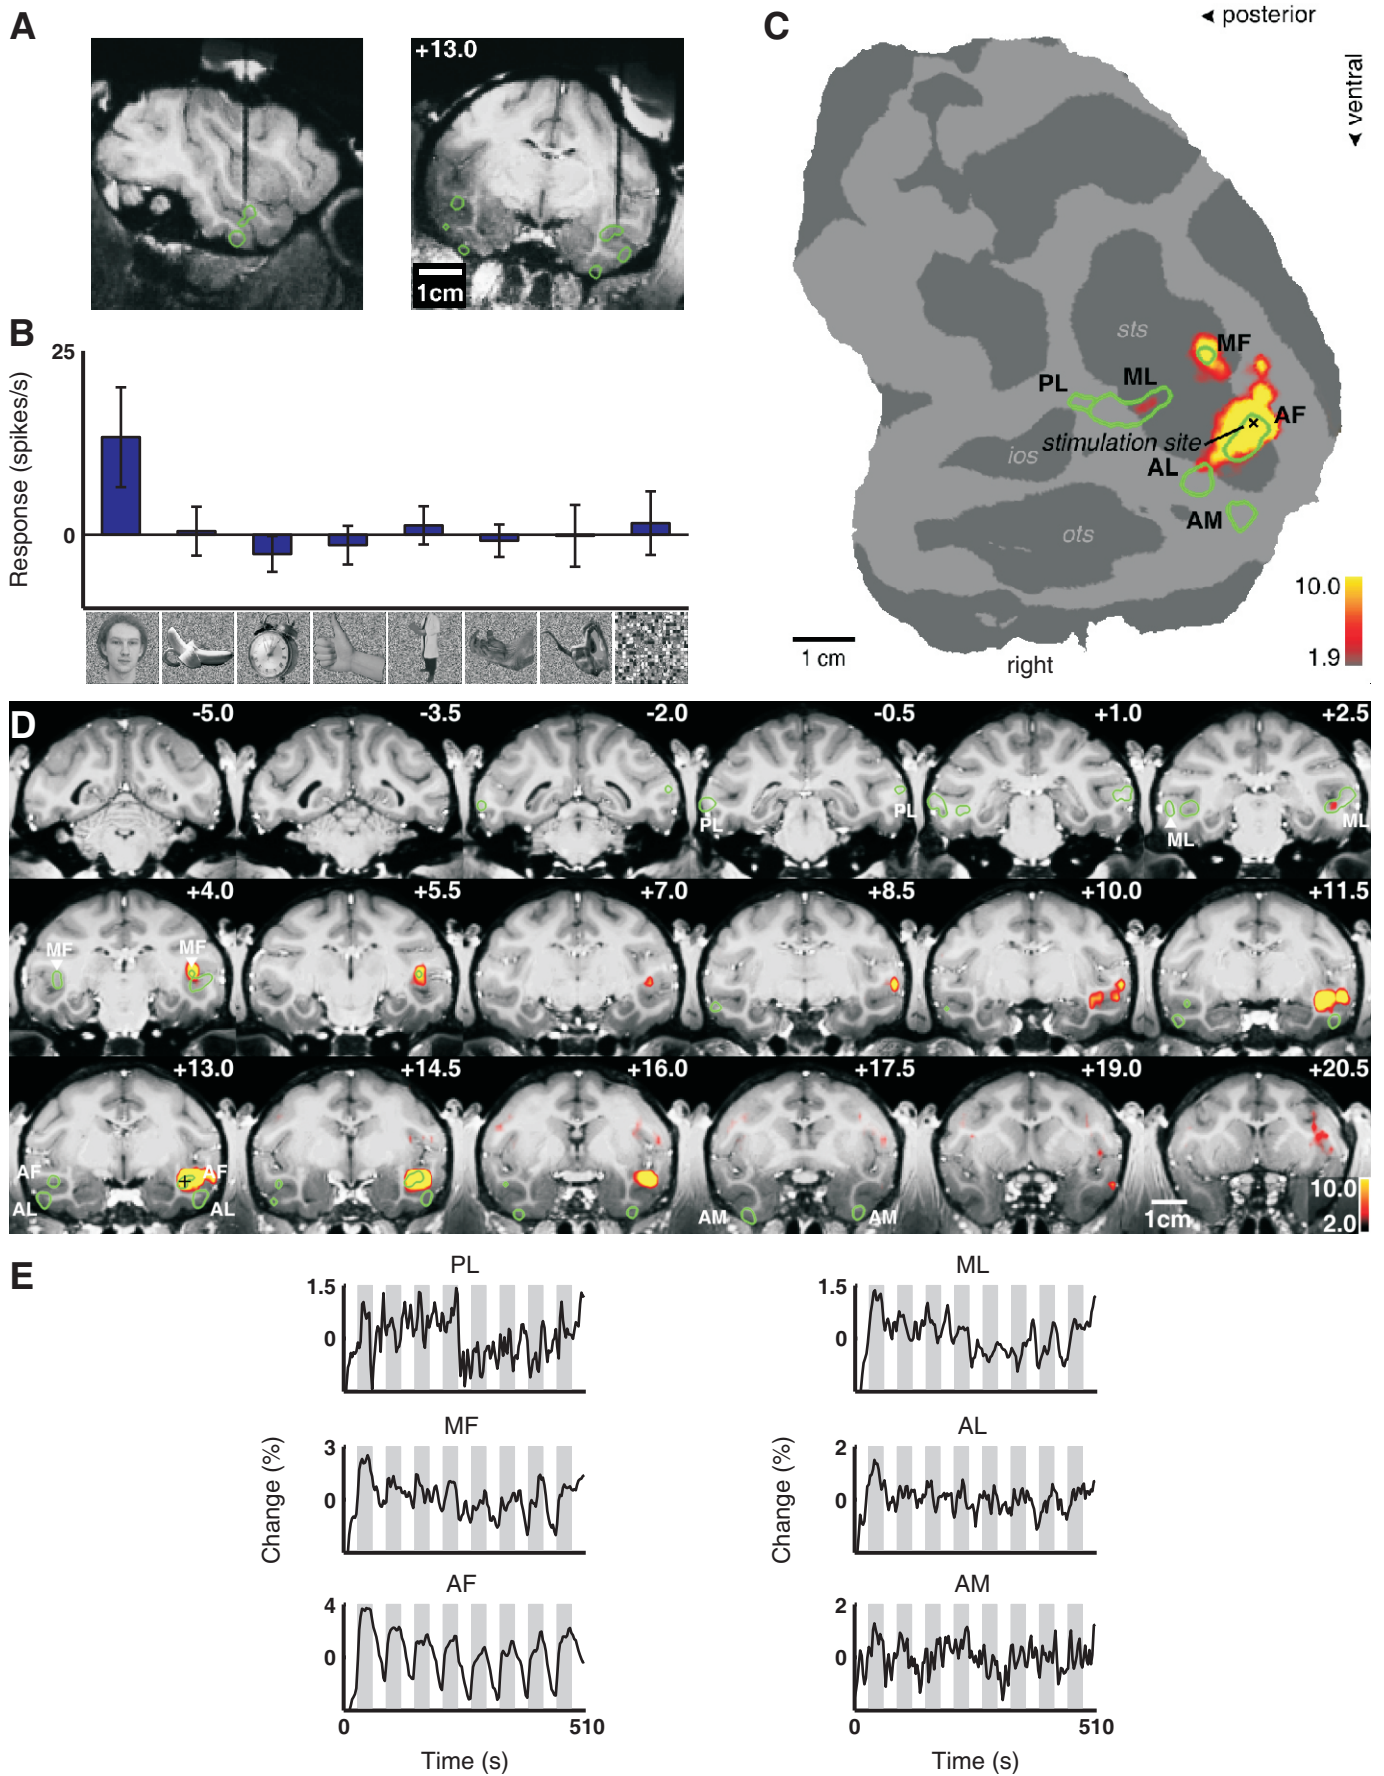 A
+13.0
1cm
B
25
0
Response (spikes/s)
C
posterior
ventral
sts
MF
PL
ML
AF
stimulation site
ios
AL
AM
ots
10.0
1.9
1 cm
right
D
-5.0
-3.5
-2.0
-0.5
+1.0
+2.5
PL
PL
ML
ML
+4.0
+5.5
+7.0
+8.5
+10.0
+11.5
MF
MF
+13.0
+14.5
+16.0
+17.5
+19.0
+20.5
AF
AF
AL
AL
AM
AM
1cm
10.0
2.0
E
PL
1.5
0
ML
1.5
0
MF
3
0
Change (%)
AL
2
0
Change (%)
AF
4
0
0
510
Time (s)
AM
2
0
0
510
Time (s)